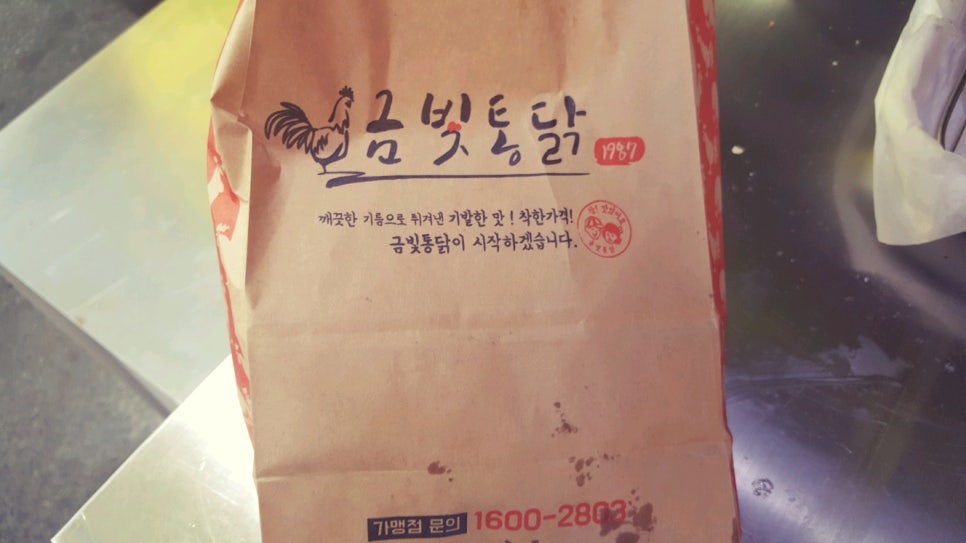 금빛통닭 1987
깨끗한 기름으로 튀겨낸 기발한 맛! 착한가격!
금빛통닭이 시작하겠습니다.
가맹점 문의 1600-2803